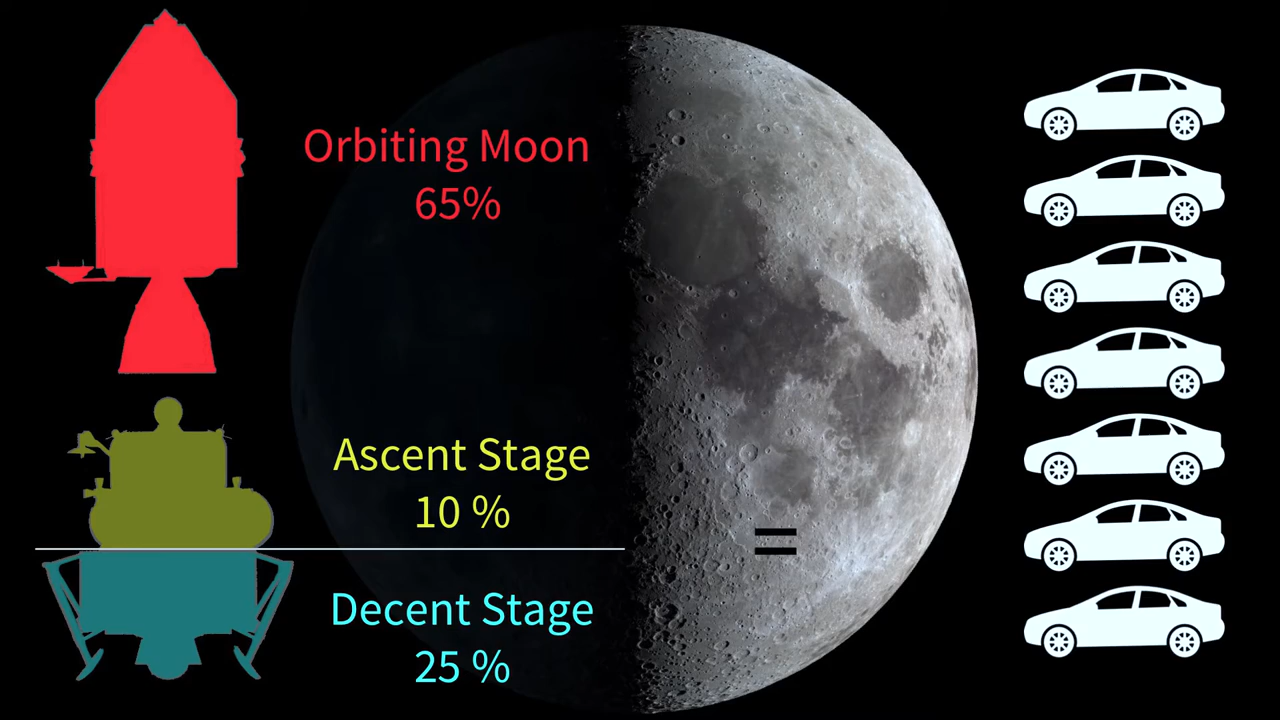 Orbiting Moon
65%
Ascent Stage
10 %
=
Decent Stage
25 %